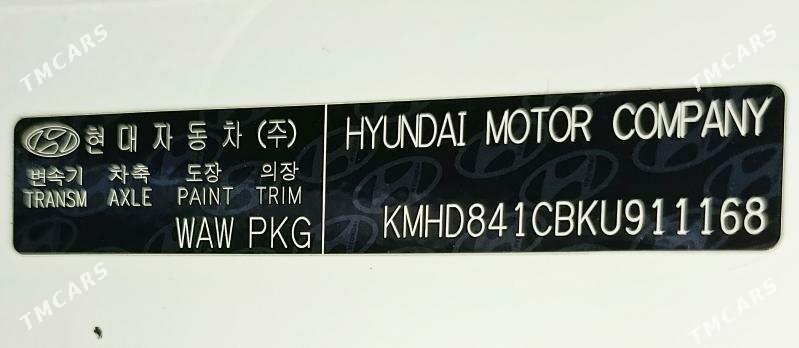 현대자동차(주)
변속기 차축 도장 의장
TRANSM AXLE PAINT TRIM
WAW PKG
HYUNDAI MOTOR COMPANY
KMHD841CBKU911168
TMCARS
TMCARS
TMCARS
TMCARS
TMCARS